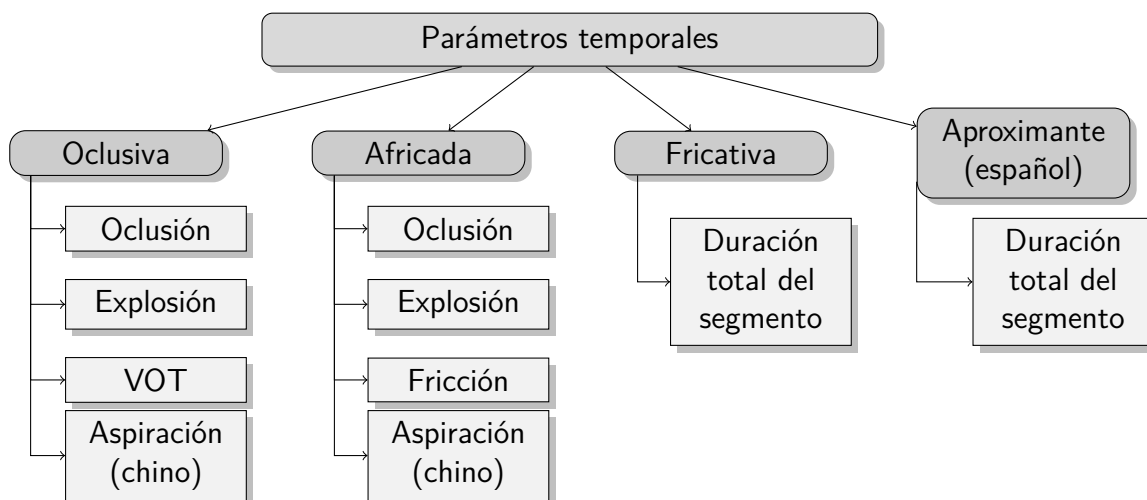 Parámetros temporales
Oclusiva
Africada
Fricativa
Aproximante
(español)
Oclusión
Explosión
VOT
Aspiración
(chino)
Oclusión
Explosión
Fricción
Aspiración
(chino)
Duración
total del
segmento
Duración
total del
segmento